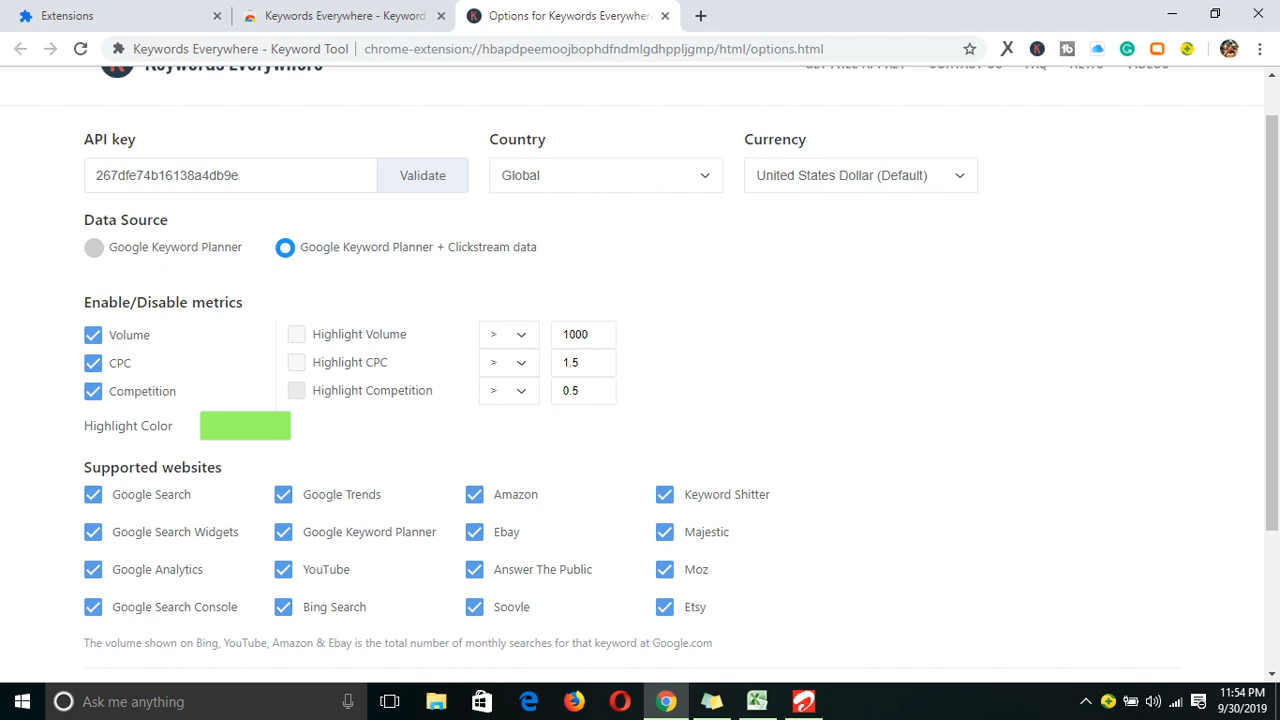 Extensions
Keywords Everywhere - Keyword
Options for Keywords Everywhere
Keywords Everywhere - Keyword Tool
chrome-extension://hbapdpeemoojbophdfndmlgdhppljgmp/html/options.html
Keywords Everywhere
GET FREE API KEY CONTACT US FAQ NEWS VIDEOS
API key
Country
Currency
267dfe74b16138a4db9e
Validate
Global
United States Dollar (Default)
Data Source
Google Keyword Planner
Google Keyword Planner + Clickstream data
Enable/Disable metrics
Volume
Highlight Volume > 1000
CPC
Highlight CPC > 1.5
Competition
Highlight Competition > 0.5
Highlight Color
Supported websites
Google Search
Google Trends
Amazon
Keyword Shitter
Google Search Widgets
Google Keyword Planner
Ebay
Majestic
Google Analytics
YouTube
Answer The Public
Moz
Google Search Console
Bing Search
Soovle
Etsy
The volume shown on Bing, YouTube, Amazon & Ebay is the total number of monthly searches for that keyword at Google.com
Ask me anything
11:54 PM
9/30/2019